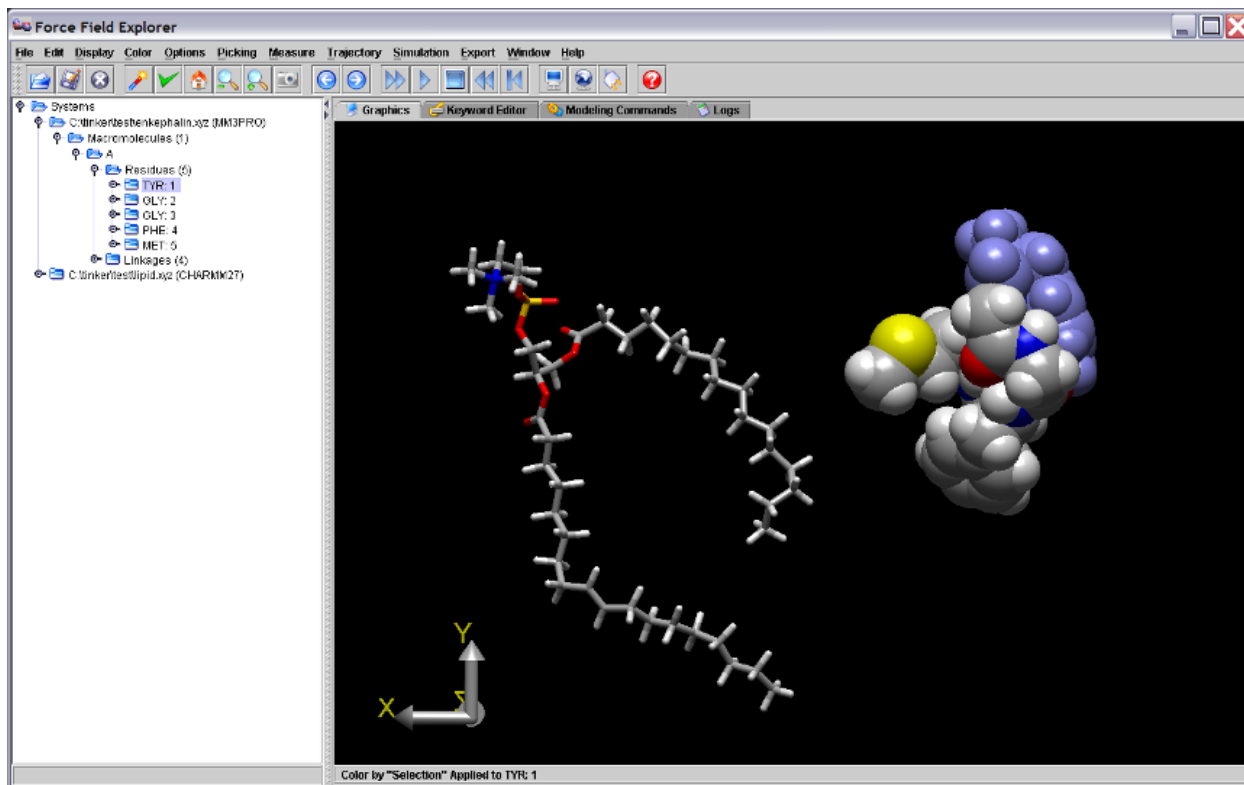 Force Field Explorer
File Edit Display Color Options Picking Measure Trajectory Simulation Export Window Help
Graphics Keyword Editor Modeling Commands Logs
Systems
C:\tinker\test\enkephalin.xyz (MM3PRO)
Macromolecules (1)
A
Residues (5)
TYR: 1
GLY: 2
GLY: 3
PHE: 4
MET: 5
Linkages (4)
C:\tinker\test\lipid.xyz (CHARMM27)
Y
X
Z
Color by "Selection" Applied to TYR: 1